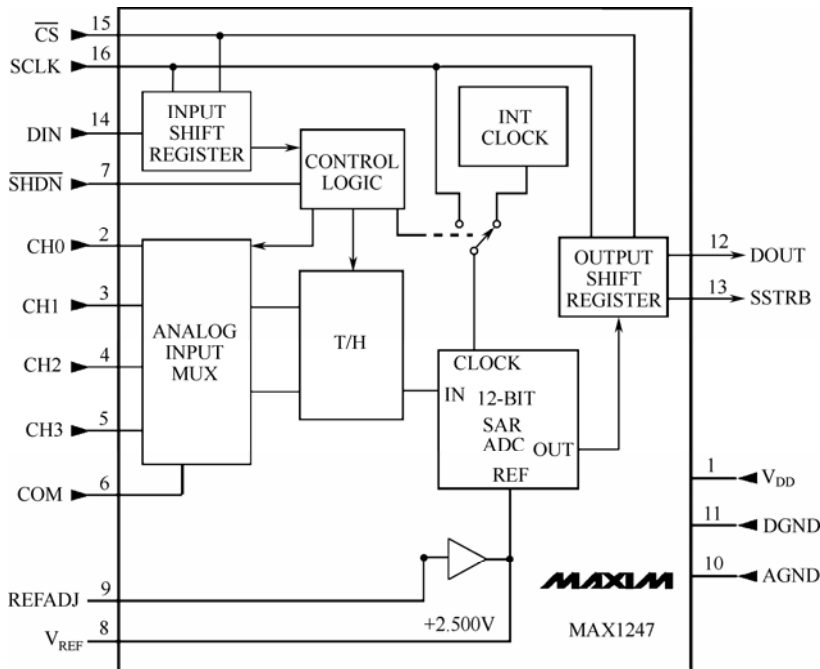 15
CS
16
SCLK
INPUT
SHIFT
REGISTER
INT
CLOCK
14
DIN
CONTROL
LOGIC
7
SHDN
2
CH0
12
DOUT
OUTPUT
SHIFT
REGISTER
13
SSTRB
3
CH1
ANALOG
INPUT
MUX
T/H
4
CH2
CLOCK
IN
12-BIT
SAR
ADC
OUT
REF
5
CH3
6
COM
1
VDD
11
DGND
10
AGND
9
REFADJ
8
VREF
+2.500V
MAXIM
MAX1247